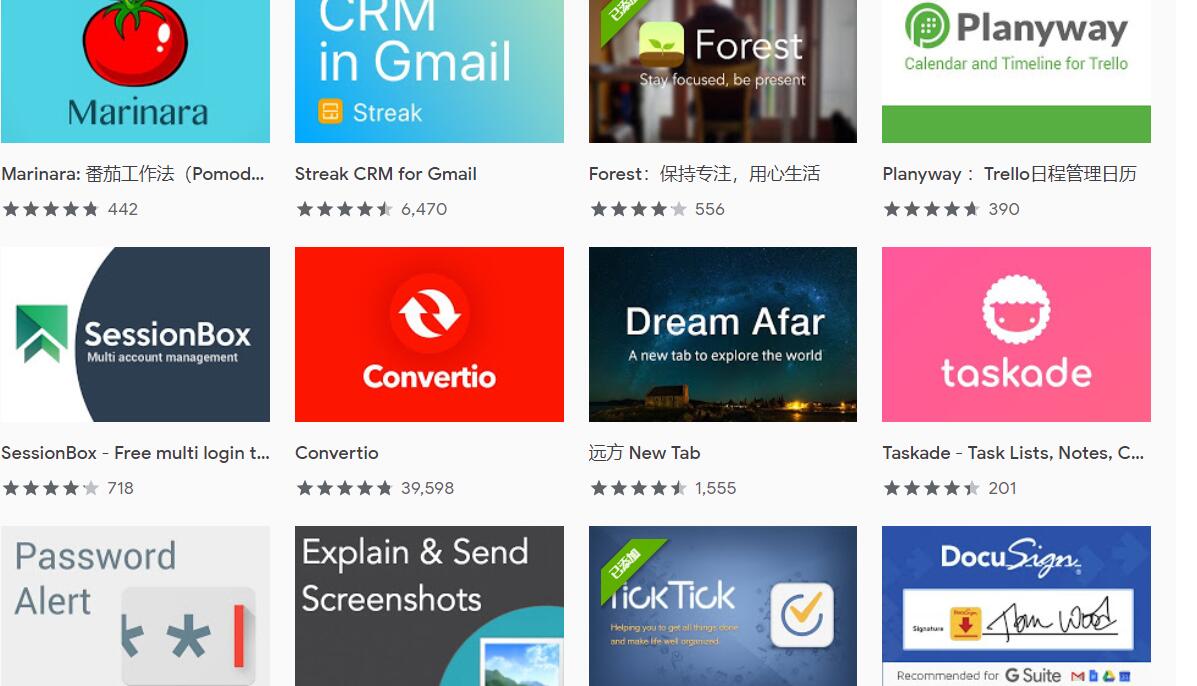 Marinara
CRM
in Gmail
Streak
已添加
Forest
Stay focused, be present
Planyway
Calendar and Timeline for Trello
Marinara: 番茄工作法（Pomod...
442
Streak CRM for Gmail
6,470
Forest：保持专注，用心生活
556
Planyway ：Trello日程管理日历
390
SessionBox
Multi account management
Convertio
Dream Afar
A new tab to explore the world
taskade
SessionBox - Free multi login t...
718
Convertio
39,598
远方 New Tab
1,555
Taskade - Task Lists, Notes, C...
201
Password
Alert
Explain & Send
Screenshots
已添加
TickTick
Helping you to get all things done
and make life well organized.
DocuSign
DocuSign
Signature
Tom Wood
Recommended for G Suite